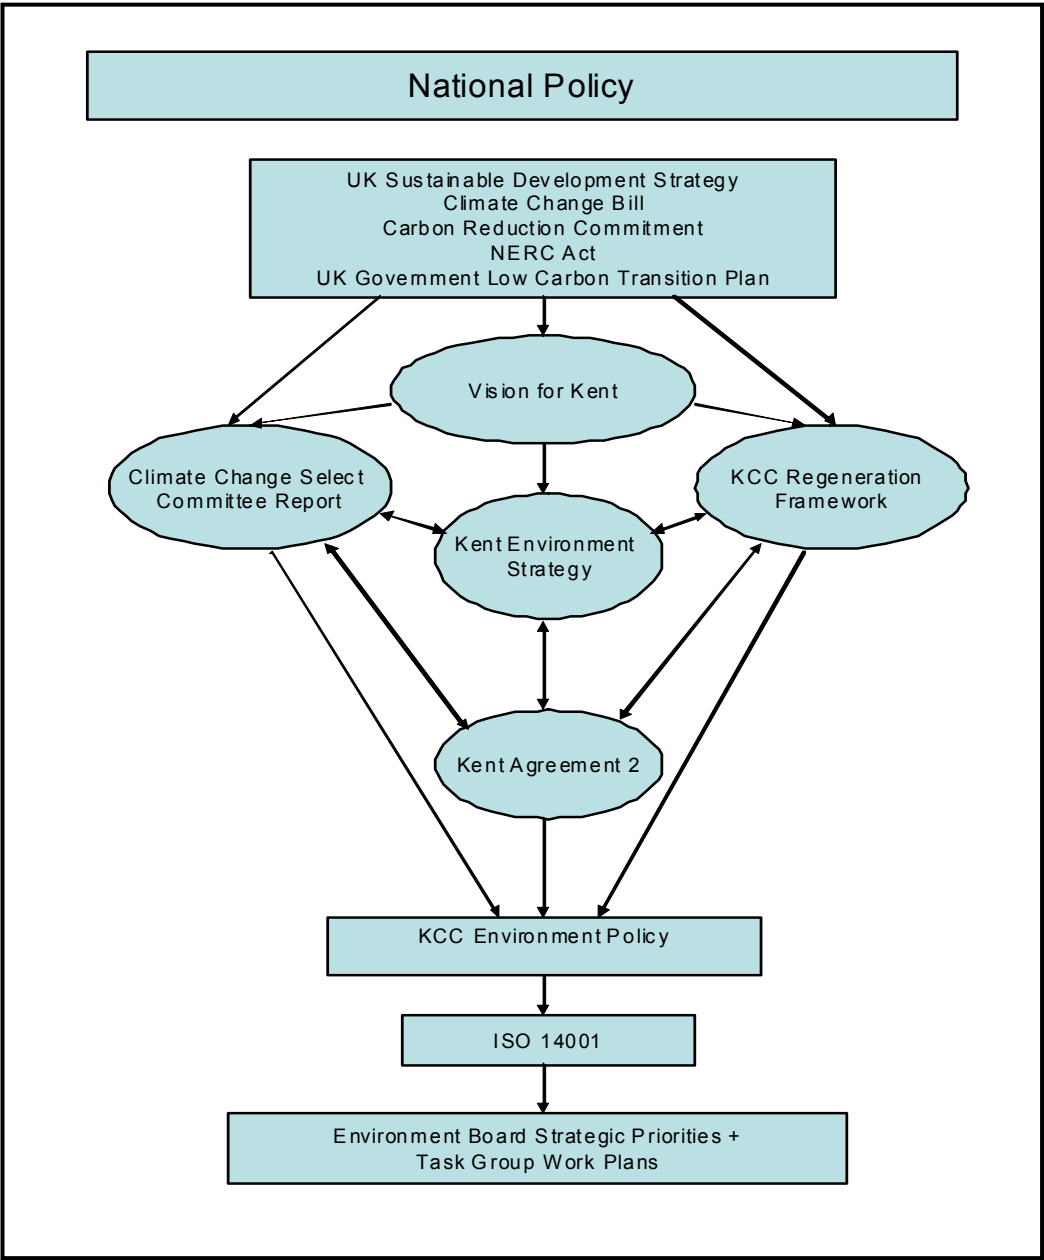 National Policy
UK Sustainable Development Strategy
Climate Change Bill
Carbon Reduction Commitment
NERC Act
UK Government Low Carbon Transition Plan
Vision for Kent
Climate Change Select
Committee Report
KCC Regeneration
Framework
Kent Environment
Strategy
Kent Agreement 2
KCC Environment Policy
ISO 14001
Environment Board Strategic Priorities +
Task Group Work Plans